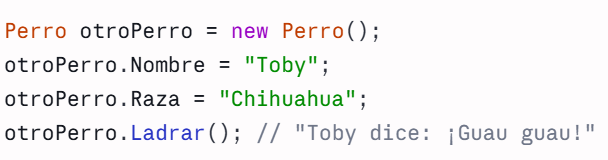 Perro otroPerro = new Perro();
otroPerro.Nombre = "Toby";
otroPerro.Raza = "Chihuahua";
otroPerro.Ladrar(); // "Toby dice: ¡Guau guau!"